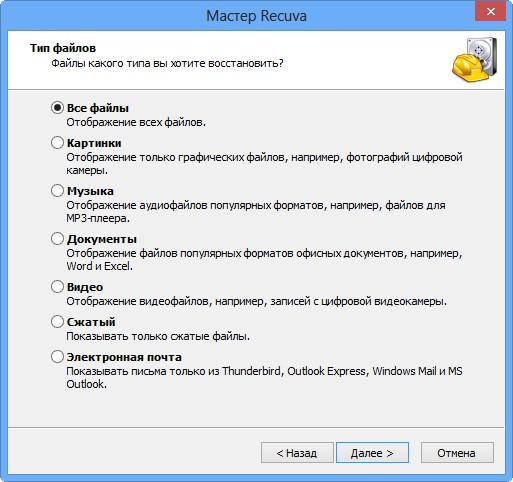 Мастер Recuva
Тип файлов
Файлы какого типа вы хотите восстановить?
Все файлы
Отображение всех файлов.
Картинки
Отображение только графических файлов, например, фотографий цифровой
камеры.
Музыка
Отображение аудиофайлов популярных форматов, например, файлов для
MP3-плеера.
Документы
Отображение файлов популярных форматов офисных документов, например,
Word и Excel.
Видео
Отображение видеофайлов, например, записей с цифровой видеокамеры.
Сжатый
Показывать только сжатые файлы.
Электронная почта
Показывать письма только из Thunderbird, Outlook Express, Windows Mail и MS
Outlook.
< Назад
Далее >
Отмена